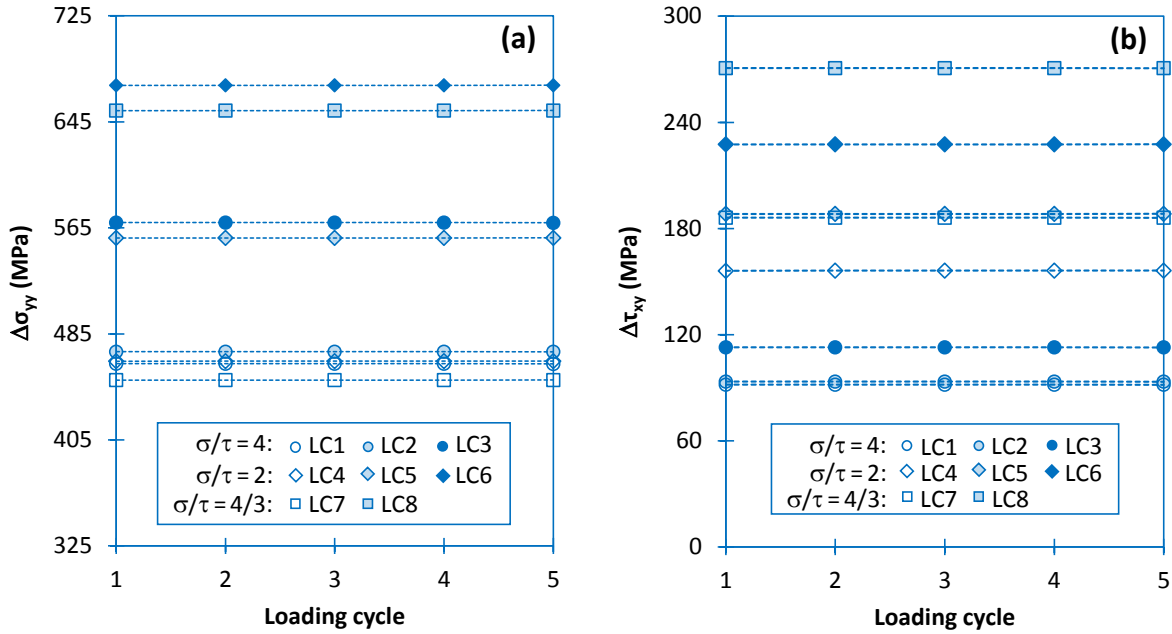 (a)
Δσyy (MPa)
725
645
565
485
405
325
σ/τ = 4: LC1 LC2 LC3
σ/τ = 2: LC4 LC5 LC6
σ/τ = 4/3: LC7 LC8
1 2 3 4 5
Loading cycle
(b)
Δτxy (MPa)
300
240
180
120
60
0
σ/τ = 4: LC1 LC2 LC3
σ/τ = 2: LC4 LC5 LC6
σ/τ = 4/3: LC7 LC8
1 2 3 4 5
Loading cycle